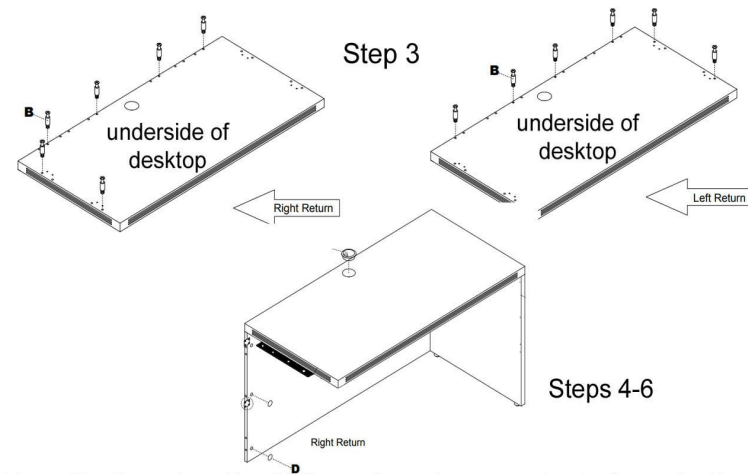 Step 3
B
underside of
desktop
Right Return
B
underside of
desktop
Left Return
Steps 4-6
Right Return
D